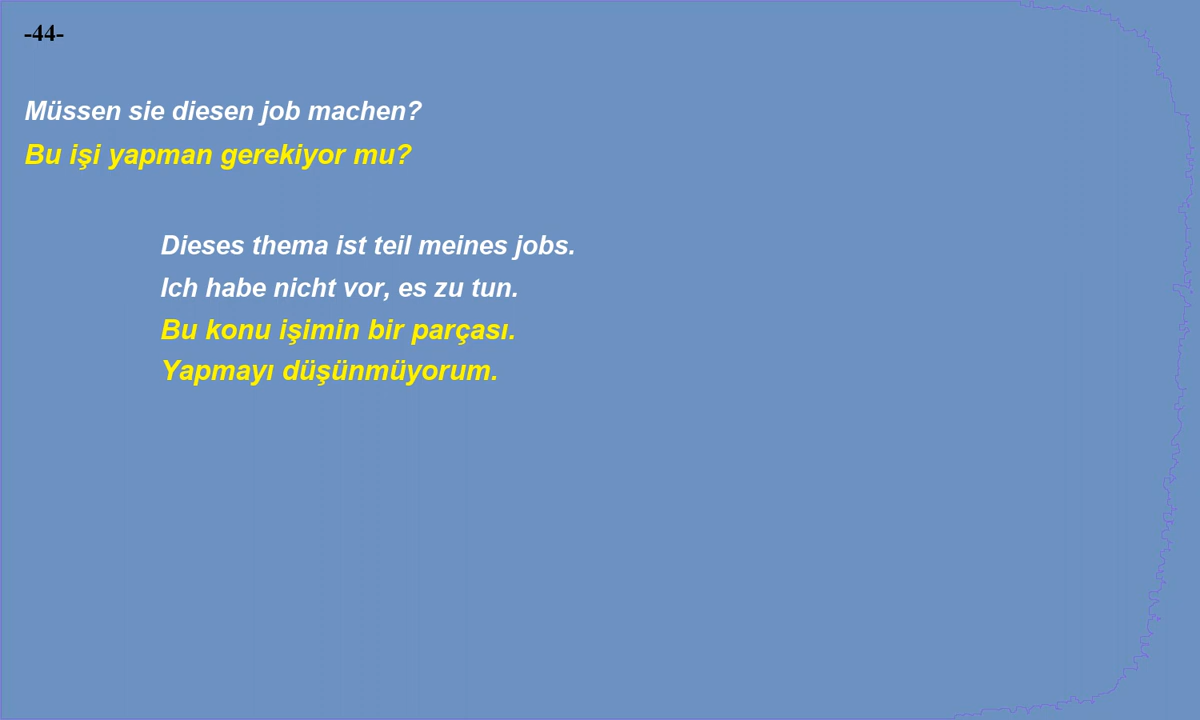 -44-
Müssen sie diesen job machen?
Bu işi yapman gerekiyor mu?
Dieses thema ist teil meines jobs.
Ich habe nicht vor, es zu tun.
Bu konu işimin bir parçası.
Yapmayı düşünmüyorum.